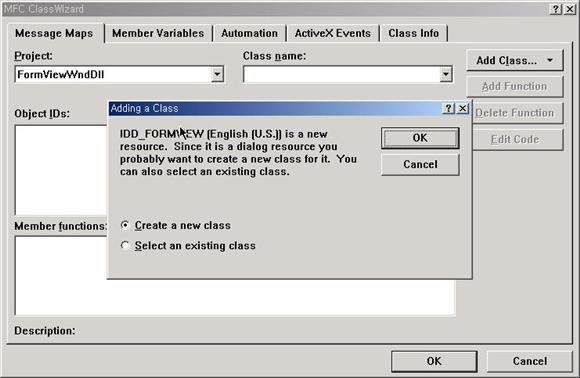 MFC ClassWizard
Message Maps Member Variables Automation ActiveX Events Class Info
Project: Class name:
FormViewWndDll
Add Class...
Add Function
Object IDs:
Delete Function
Edit Code
Adding a Class
IDD_FORMVIEW (English (U.S.)) is a new
resource. Since it is a dialog resource you
probably want to create a new class for it. You
can also select an existing class.
OK
Cancel
Create a new class
Select an existing class
Member functions:
Description:
OK Cancel